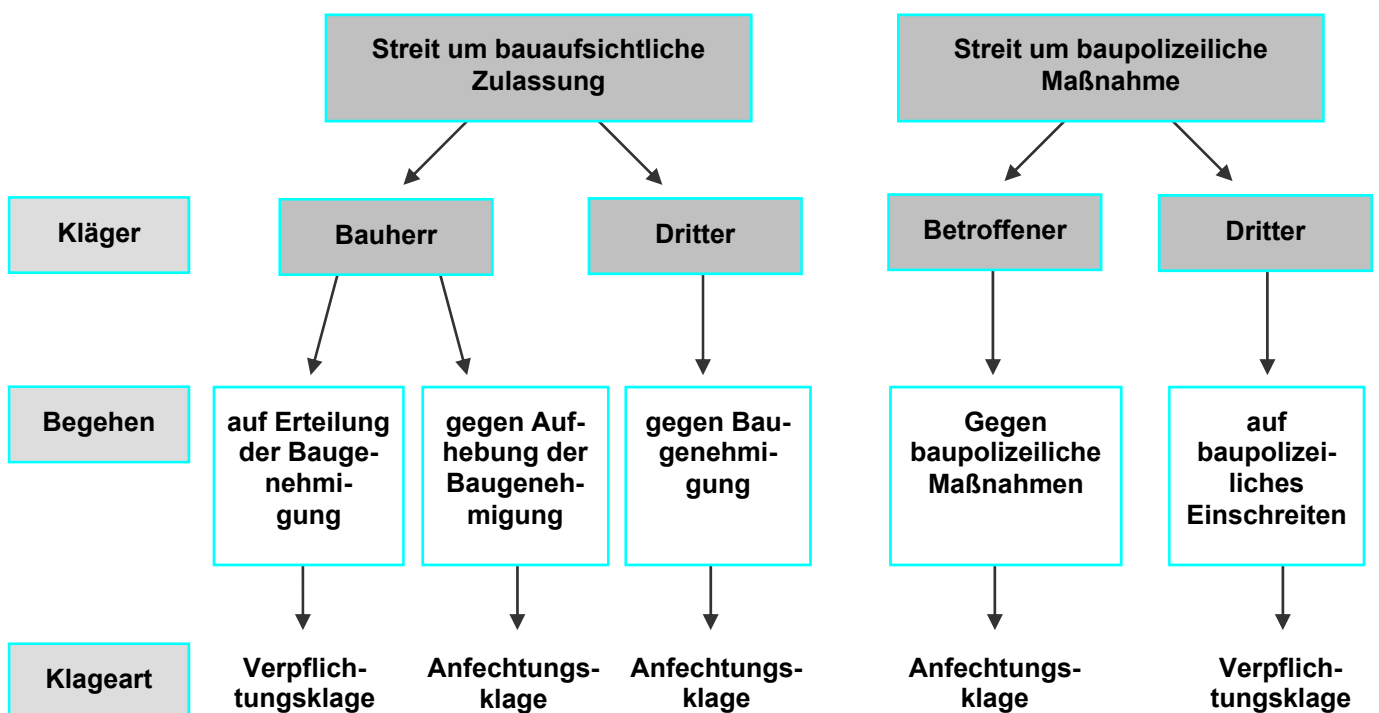 Streit um bauaufsichtliche
Zulassung
Streit um baupolizeiliche
Maßnahme
Kläger
Bauherr
Dritter
Betroffener
Dritter
Begehen
auf Erteilung
der Bauge-
nehmi-
gung
gegen Auf-
hebung der
Baugeneh-
migung
gegen Bau-
genehmi-
gung
Gegen
baupolizeiliche
Maßnahmen
auf
baupolizei-
liches
Einschreiten
Klageart
Verpflich-
tungsklage
Anfechtungs-
klage
Anfechtungs-
klage
Anfechtungs-
klage
Verpflich-
tungsklage